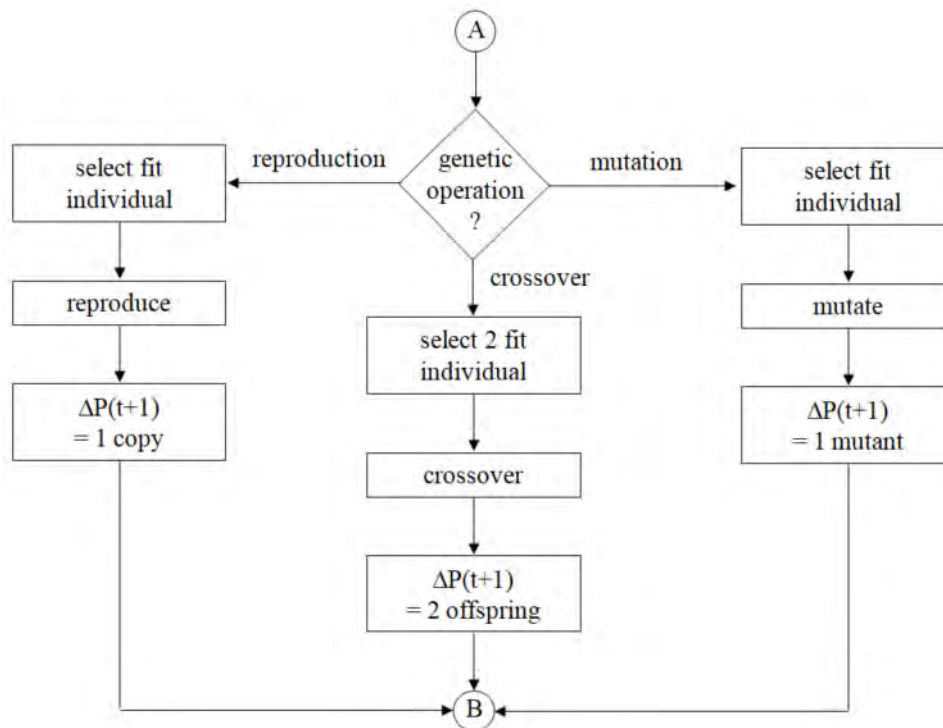 A
reproduction
genetic
operation
?
mutation
select fit
individual
select fit
individual
crossover
reproduce
mutate
select 2 fit
individual
ΔP(t+1)
= 1 copy
ΔP(t+1)
= 1 mutant
crossover
ΔP(t+1)
= 2 offspring
B